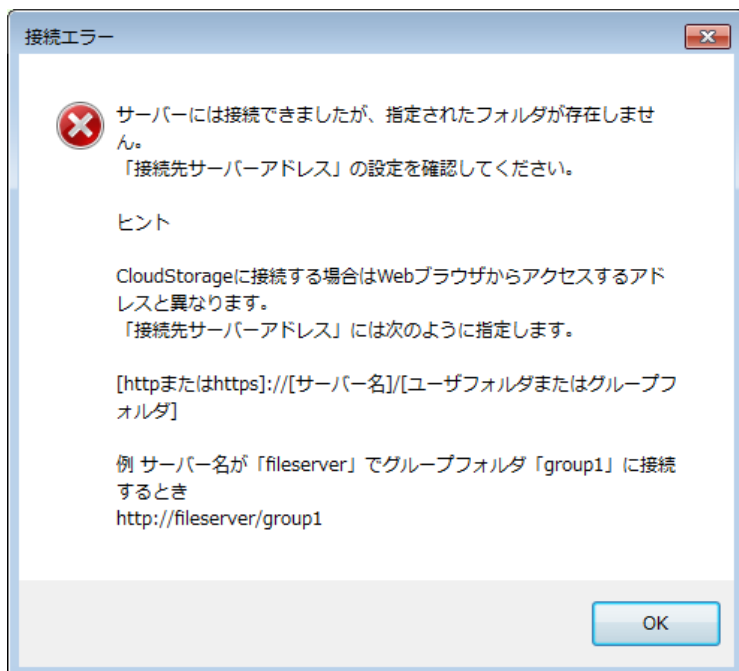 接続エラー
サーバーには接続できましたが、指定されたフォルダが存在しませ
ん。
「接続先サーバーアドレス」の設定を確認してください。
ヒント
CloudStorageに接続する場合はWebブラウザからアクセスするアド
レスと異なります。
「接続先サーバーアドレス」には次のように指定します。
[httpまたはhttps]://[サーバー名]/[ユーザフォルダまたはグループフ
ォルダ]
例 サーバー名が「fileserver」でグループフォルダ「group1」に接続
するとき
http://fileserver/group1
OK